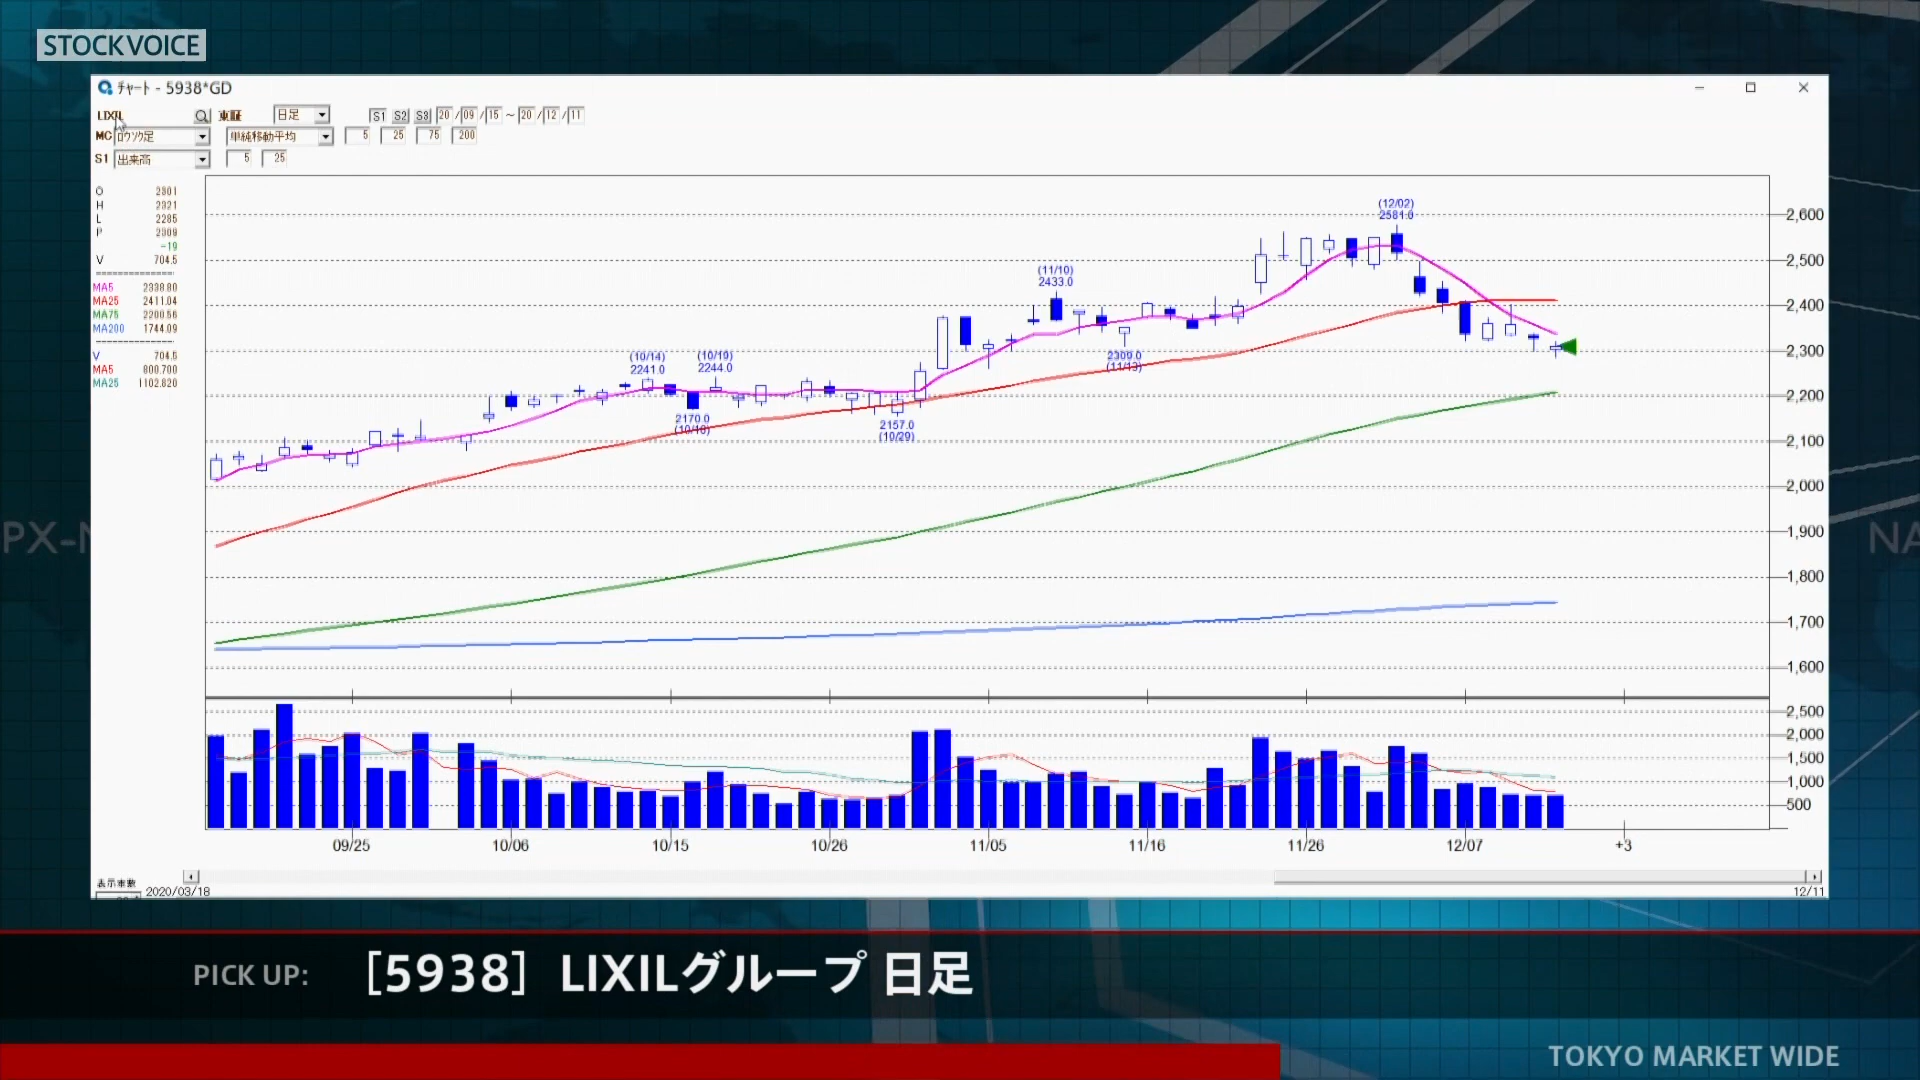 STOCKVOICE
チャート - 5938*GD
LIXIL 東証 日足 S1 S2 S3 20/09/15 ~ 20/12/11
MC ロウソク足 単純移動平均 5 25 75 200
S1 出来高 5 25
O 2301
H 2321
L 2285
P 2309
-19
V 704.5
MA5 2338.80
MA25 2411.04
MA75 2200.56
MA200 1744.09
V 704.5
MA5 800.700
MA25 1102.820
(12/02)
2581.0
(11/10)
2433.0
2309.0
(11/13)
(10/14)
2241.0
(10/19)
2244.0
2170.0
(10/16)
2157.0
(10/29)
2,600
2,500
2,400
2,300
2,200
2,100
2,000
1,900
1,800
1,700
1,600
2,500
2,000
1,500
1,000
500
09/25 10/06 10/15 10/26 11/05 11/16 11/26 12/07 +3
表示本数
2020/03/18 12/11
PICK UP: [5938] LIXILグループ 日足
TOKYO MARKET WIDE